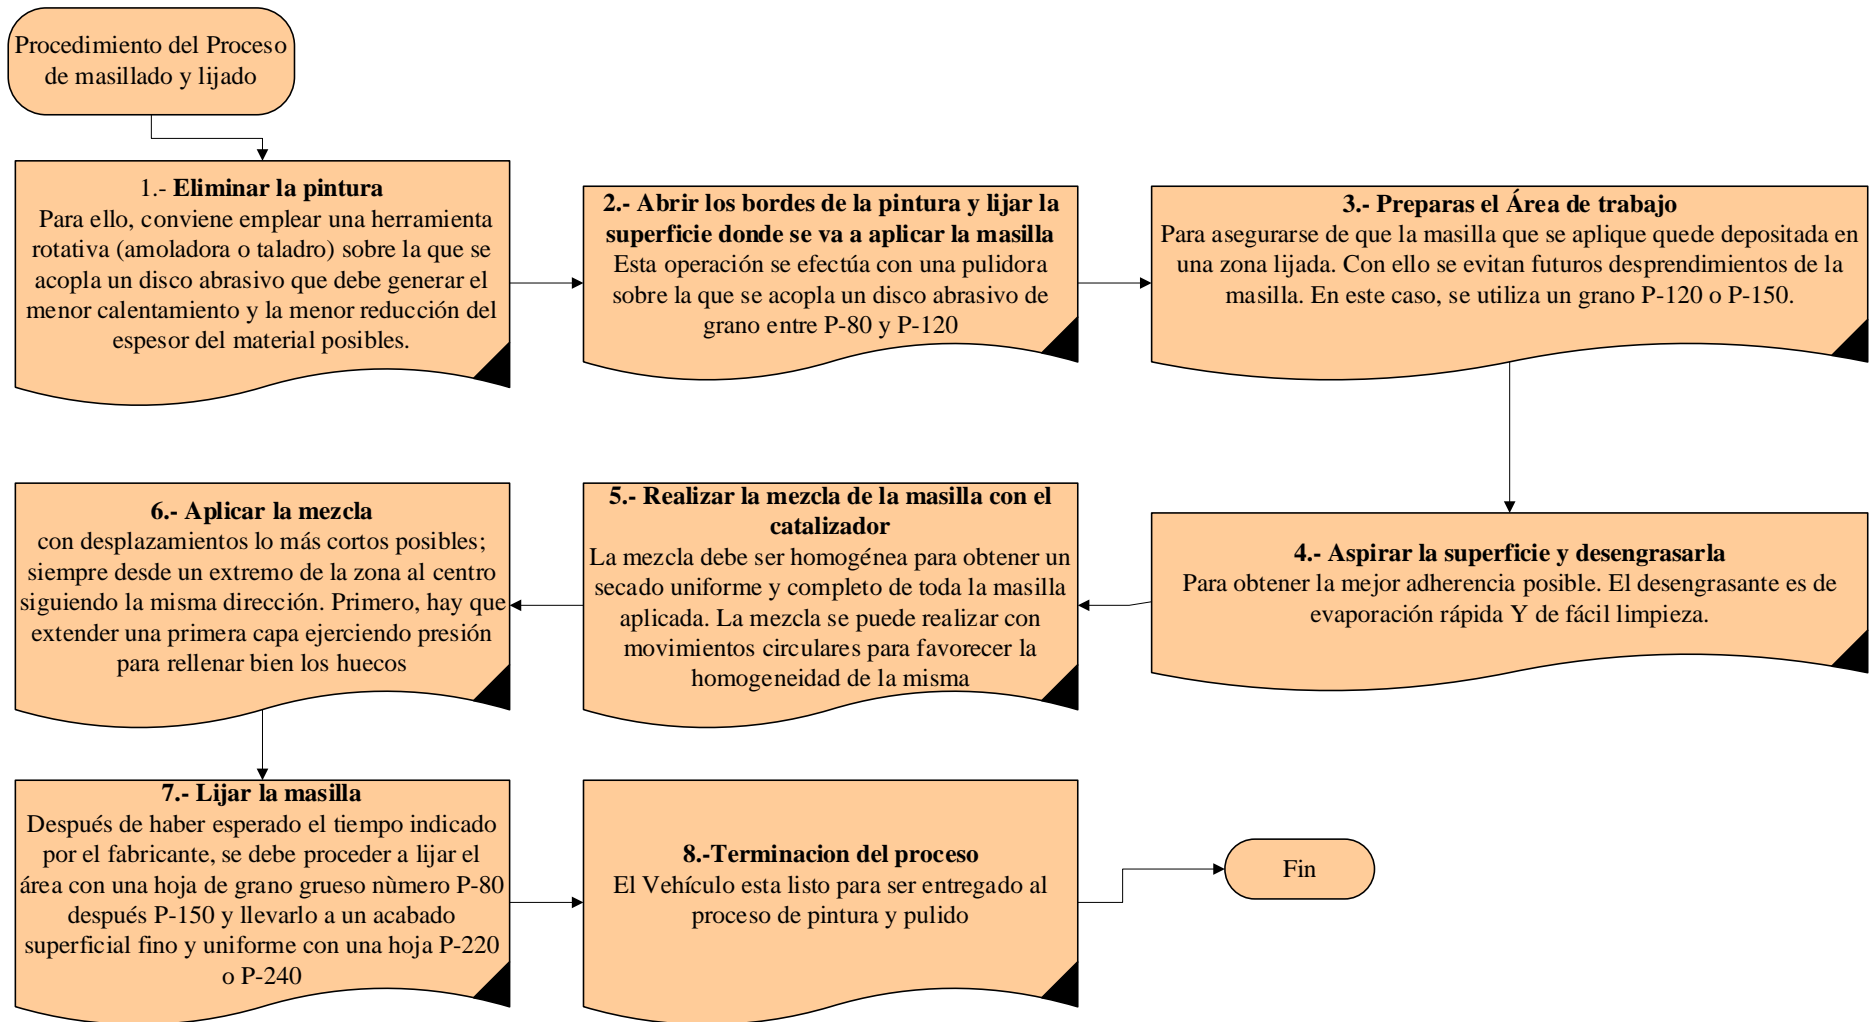 Procedimiento del Proceso
de masillado y lijado
1.- Eliminar la pintura
Para ello, conviene emplear una herramienta
rotativa (amoladora o taladro) sobre la que se
acopla un disco abrasivo que debe generar el
menor calentamiento y la menor reducción del
espesor del material posibles.
2.- Abrir los bordes de la pintura y lijar la
superficie donde se va a aplicar la masilla
Esta operación se efectúa con una pulidora
sobre la que se acopla un disco abrasivo de
grano entre P-80 y P-120
3.- Preparas el Área de trabajo
Para asegurarse de que la masilla que se aplique quede depositada en
una zona lijada. Con ello se evitan futuros desprendimientos de la
masilla. En este caso, se utiliza un grano P-120 o P-150.
4.- Aspirar la superficie y desengrasarla
Para obtener la mejor adherencia posible. El desengrasante es de
evaporación rápida Y de fácil limpieza.
5.- Realizar la mezcla de la masilla con el
catalizador
La mezcla debe ser homogénea para obtener un
secado uniforme y completo de toda la masilla
aplicada. La mezcla se puede realizar con
movimientos circulares para favorecer la
homogeneidad de la misma
6.- Aplicar la mezcla
con desplazamientos lo más cortos posibles;
siempre desde un extremo de la zona al centro
siguiendo la misma dirección. Primero, hay que
extender una primera capa ejerciendo presión
para rellenar bien los huecos
7.- Lijar la masilla
Después de haber esperado el tiempo indicado
por el fabricante, se debe proceder a lijar el
área con una hoja de grano grueso nùmero P-80
después P-150 y llevarlo a un acabado
superficial fino y uniforme con una hoja P-220
o P-240
8.-Terminacion del proceso
El Vehículo esta listo para ser entregado al
proceso de pintura y pulido
Fin